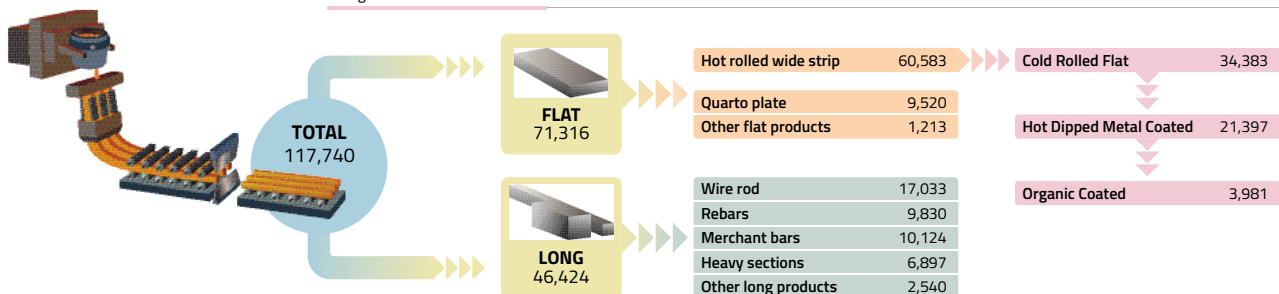 TOTAL
117,740
FLAT
71,316
Hot rolled wide strip 60,583
Quarto plate 9,520
Other flat products 1,213
Cold Rolled Flat 34,383
Hot Dipped Metal Coated 21,397
Organic Coated 3,981
LONG
46,424
Wire rod 17,033
Rebars 9,830
Merchant bars 10,124
Heavy sections 6,897
Other long products 2,540